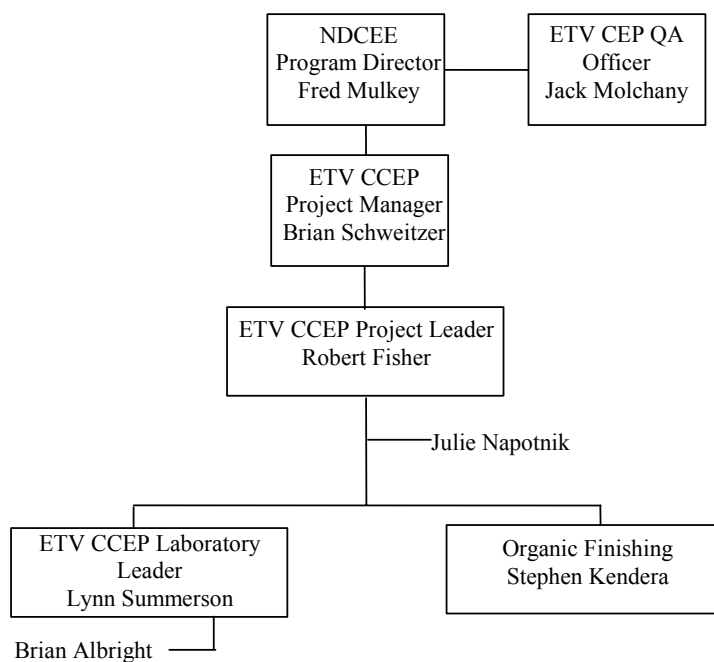 NDCEE
Program Director
Fred Mulkey
ETV CEP QA
Officer
Jack Molchany
ETV CCEP
Project Manager
Brian Schweitzer
ETV CCEP Project Leader
Robert Fisher
Julie Napotnik
ETV CCEP Laboratory
Leader
Lynn Summerson
Organic Finishing
Stephen Kendera
Brian Albright